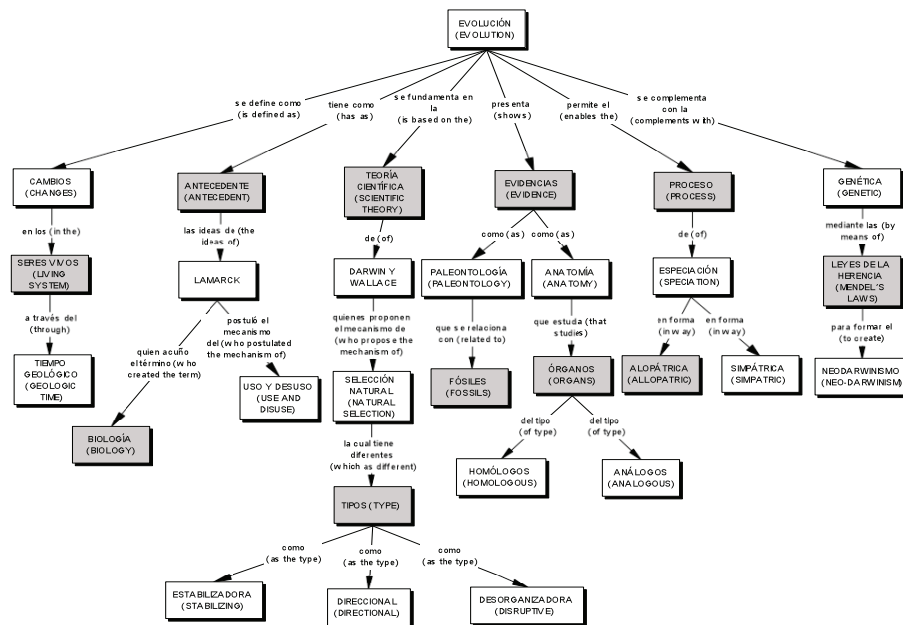 EVOLUCIÓN
(EVOLUTION)
se define como
(is defined as)
tiene como
(has as)
se fundamenta en
la
(is based on the)
presenta
(shows)
permite el
(enables the)
se complementa
con la
(complements with)
CAMBIOS
(CHANGES)
ANTECEDENTE
(ANTECEDENT)
TEORÍA
CIENTÍFICA
(SCIENTIFIC
THEORY)
EVIDENCIAS
(EVIDENCE)
PROCESO
(PROCESS)
GENÉTICA
(GENETIC)
en los (in the)
las ideas de (the
ideas of)
de (of)
como (as)
como (as)
de (of)
mediante las (by
means of)
SERES VIVOS
(LIVING
SYSTEM)
LAMARCK
DARWIN Y
WALLACE
PALEONTOLOGÍA
(PALEONTOLOGY)
ANATOMÍA
(ANATOMY)
ESPECIACIÓN
(SPECIATION)
LEYES DE LA
HERENCIA
(MENDEL'S
LAWS)
a través del
(through)
quien acuño
el término (who
created the term)
postuló el
mecanismo
del (who postulated
the mechanism of)
quienes proponen
el mecanismo de
(who propose the
mechanism of)
que se relaciona
con (related to)
que estudia (that
studies)
en forma
(in way)
en forma
(in way)
para formar el
(to create)
TIEMPO
GEOLÓGICO
(GEOLOGIC
TIME)
USO Y DESUSO
(USE AND
DISUSE)
SELECCIÓN
NATURAL
(NATURAL
SELECTION)
FÓSILES
(FOSSILS)
ÓRGANOS
(ORGANS)
ALOPÁTRICA
(ALLOPATRIC)
SIMPÁTRICA
(SIMPATRIC)
NEODARWINISMO
(NEO-DARWINISM)
BIOLOGÍA
(BIOLOGY)
la cual tiene
diferentes
(which as different)
del tipo
(of type)
del tipo
(of type)
HOMÓLOGOS
(HOMOLOGOUS)
ANÁLOGOS
(ANALOGOUS)
TIPOS (TYPE)
como
(as the type)
como
(as the type)
como
(as the type)
ESTABILIZADORA
(STABILIZING)
DIRECCIONAL
(DIRECTIONAL)
DESORGANIZADORA
(DISRUPTIVE)